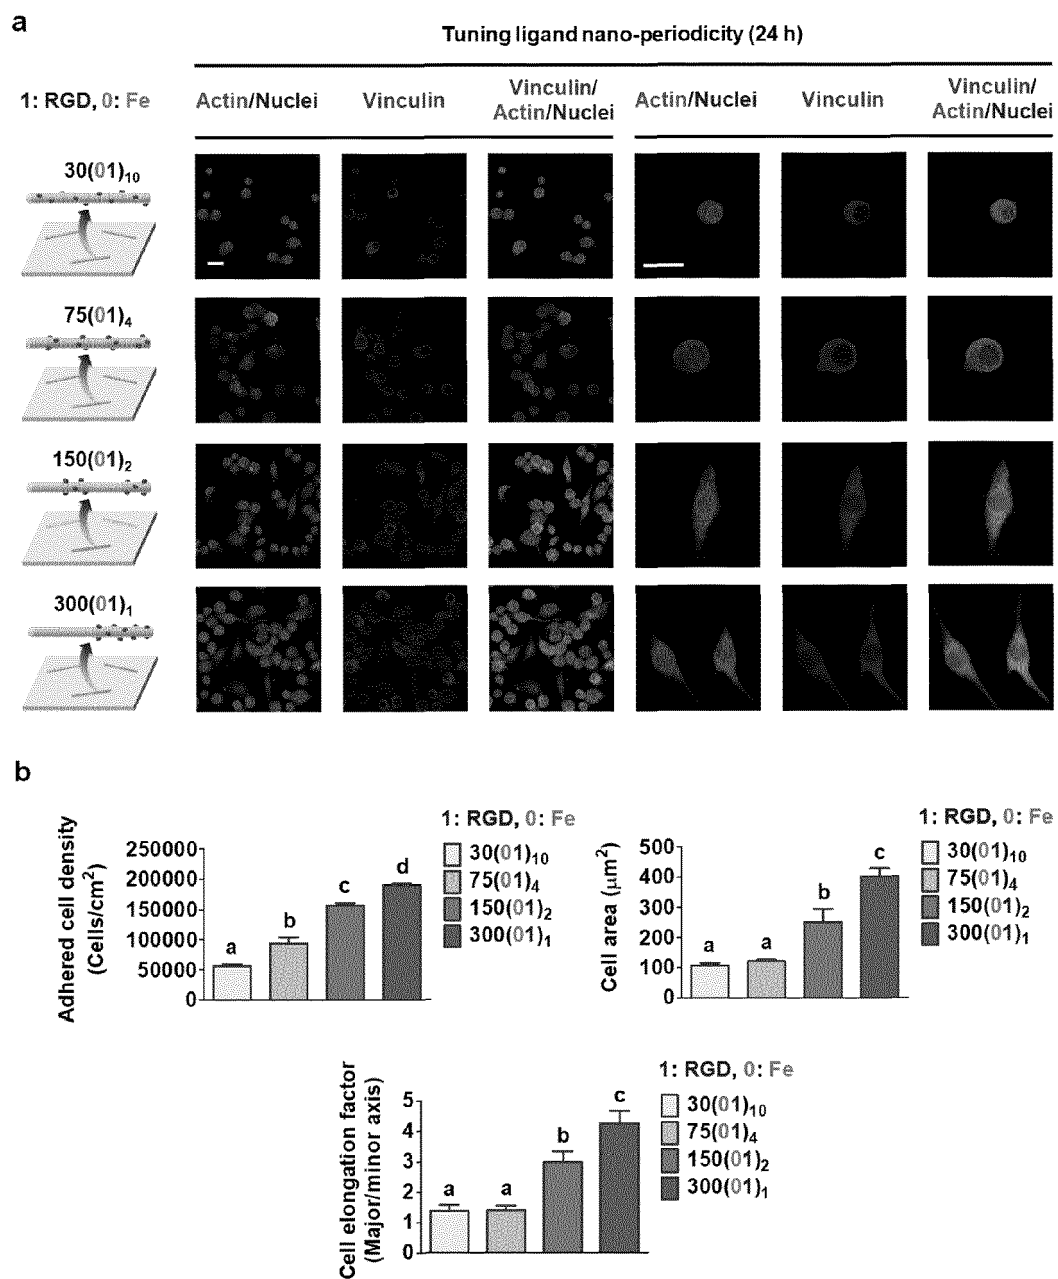 a
Tuning ligand nano-periodicity (24 h)
1: RGD, 0: Fe
Actin/Nuclei
Vinculin
Vinculin/
Actin/Nuclei
Actin/Nuclei
Vinculin
Vinculin/
Actin/Nuclei
30(01)10
75(01)4
150(01)2
300(01)1
b
Adhered cell density
(Cells/cm2)
250000
200000
150000
100000
50000
0
a
b
c
d
1: RGD, 0: Fe
30(01)10
75(01)4
150(01)2
300(01)1
Cell area (μm2)
500
400
300
200
100
0
a
a
b
c
1: RGD, 0: Fe
30(01)10
75(01)4
150(01)2
300(01)1
Cell elongation factor
(Major/minor axis)
5
4
3
2
1
0
a
a
b
c
1: RGD, 0: Fe
30(01)10
75(01)4
150(01)2
300(01)1